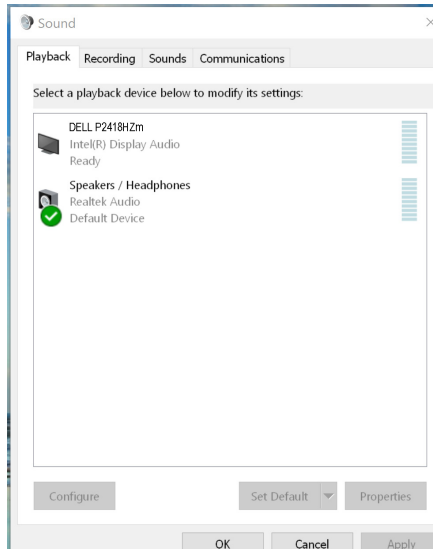 Sound
Playback Recording Sounds Communications
Select a playback device below to modify its settings:
DELL P2418HZm
Intel(R) Display Audio
Ready
Speakers / Headphones
Realtek Audio
Default Device
Configure Set Default Properties
OK Cancel Apply